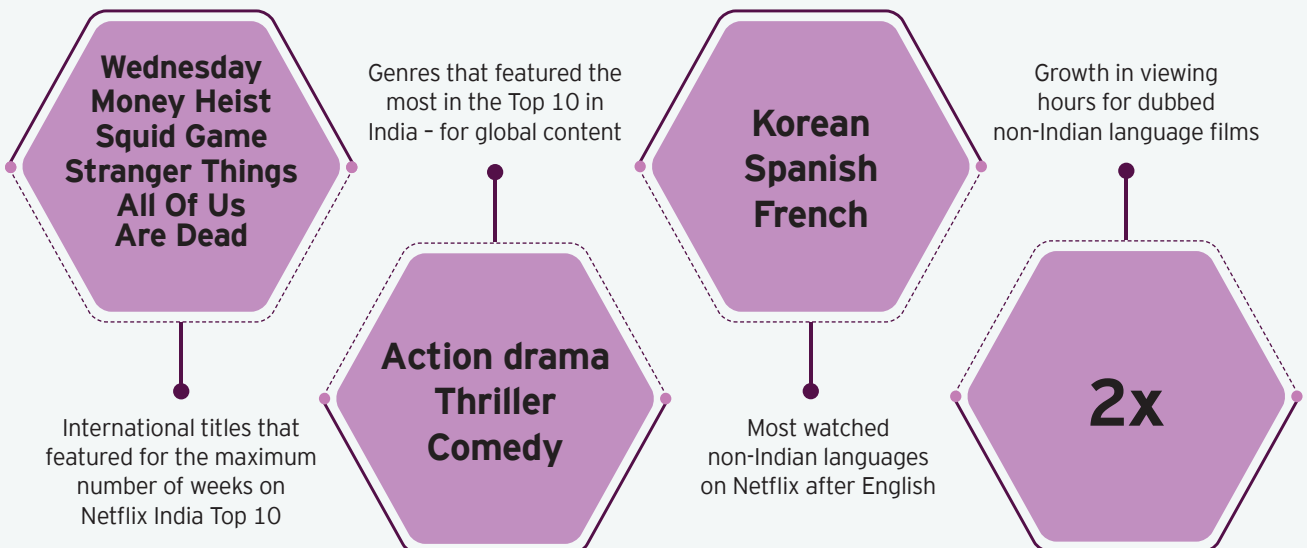 Wednesday
Money Heist
Squid Game
Stranger Things
All Of Us
Are Dead
International titles that
featured for the maximum
number of weeks on
Netflix India Top 10
Genres that featured the
most in the Top 10 in
India – for global content
Action drama
Thriller
Comedy
Korean
Spanish
French
Most watched
non-Indian languages
on Netflix after English
Growth in viewing
hours for dubbed
non-Indian language films
2x